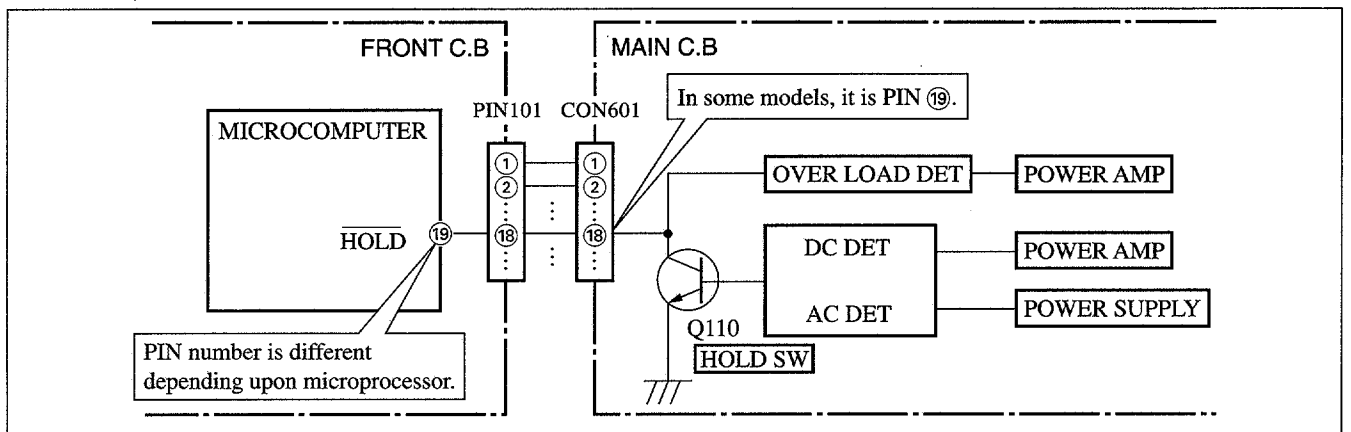 FRONT C.B
MAIN C.B
PIN101
CON601
In some models, it is PIN ⑲.
MICROCOMPUTER
① ①
② ②
HOLD ⑲ ⑱ ⑱
OVER LOAD DET
POWER AMP
DC DET
POWER AMP
AC DET
POWER SUPPLY
Q110
HOLD SW
PIN number is different
depending upon microprocessor.